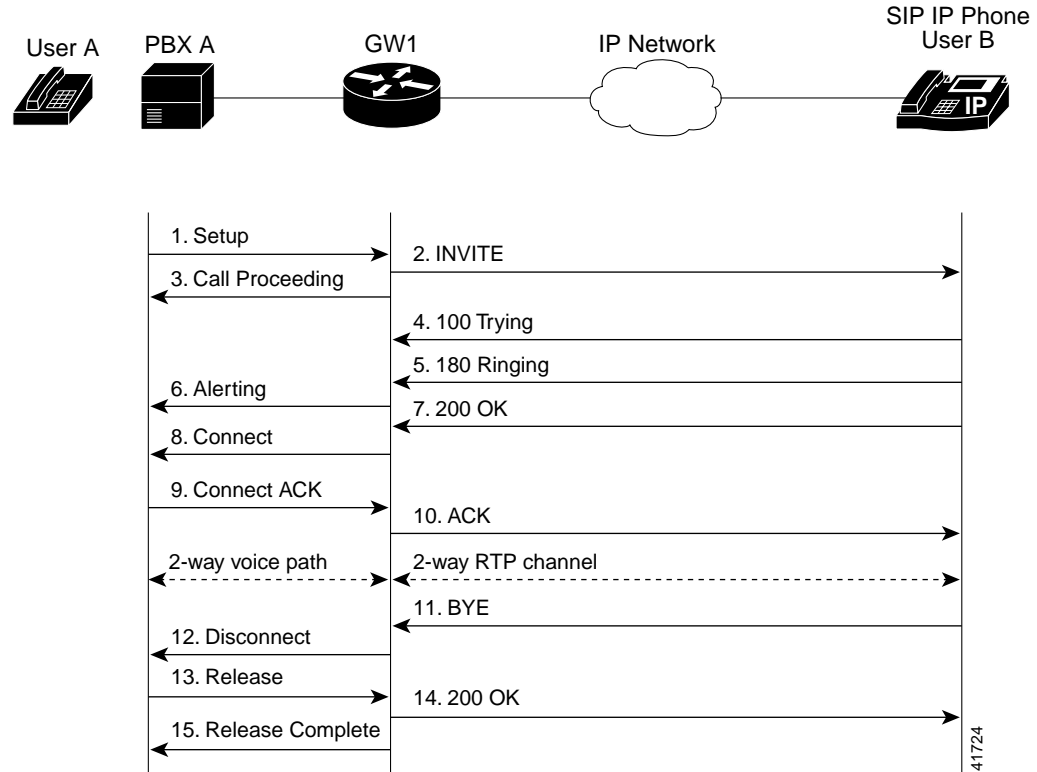 SIP IP Phone
User B
User A
PBX A
GW1
IP Network
IP
1. Setup
2. INVITE
3. Call Proceeding
4. 100 Trying
5. 180 Ringing
6. Alerting
7. 200 OK
8. Connect
9. Connect ACK
10. ACK
2-way voice path
2-way RTP channel
11. BYE
12. Disconnect
13. Release
14. 200 OK
15. Release Complete
41724